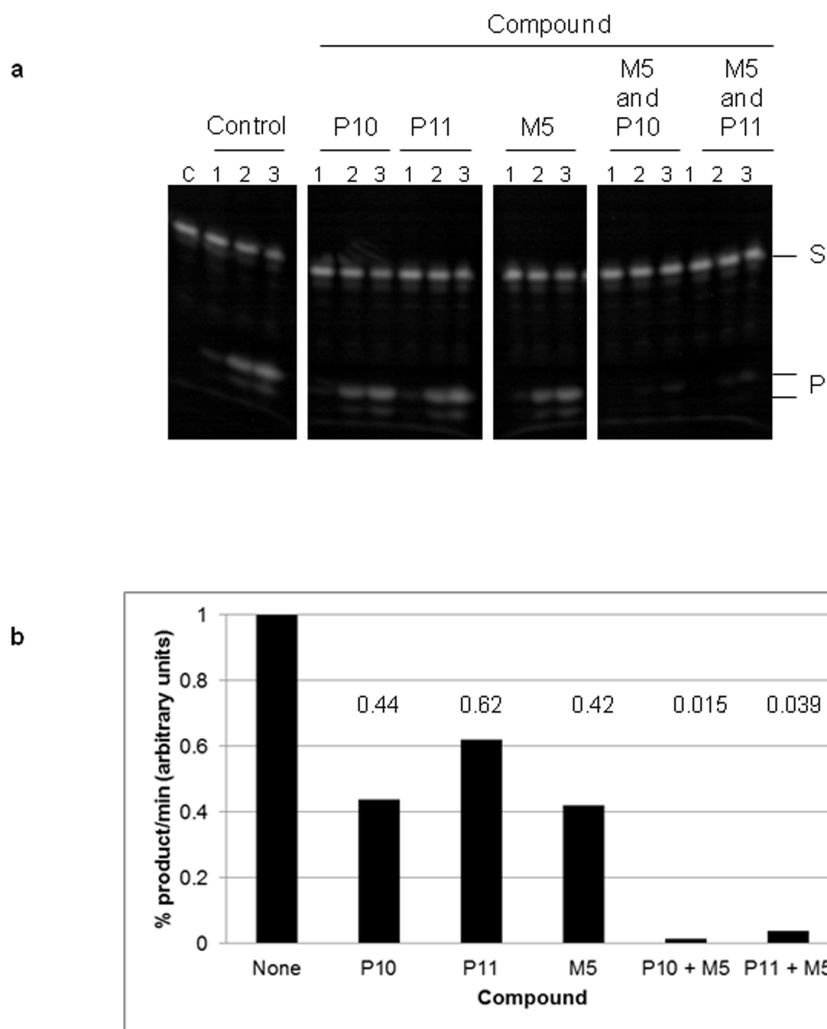 Compound
a
M5 and P10
M5 and P11
Control
P10
P11
M5
C 1 2 3
1 2 3 1 2 3
1 2 3
1 2 3 1 2 3
S
P
b
% product/min (arbitrary units)
1
0.8
0.6
0.4
0.2
0
0.44 0.62 0.42 0.015 0.039
None P10 P11 M5 P10 + M5 P11 + M5
Compound